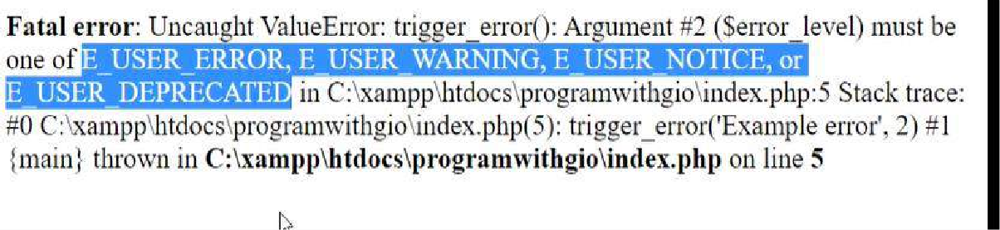 Fatal error: Uncaught ValueError: trigger_error(): Argument #2 ($error_level) must be
one of E_USER_ERROR, E_USER_WARNING, E_USER_NOTICE, or
E_USER_DEPRECATED in C:\xampp\htdocs\programwithgio\index.php:5 Stack trace:
#0 C:\xampp\htdocs\programwithgio\index.php(5): trigger_error('Example error', 2) #1
{main} thrown in C:\xampp\htdocs\programwithgio\index.php on line 5